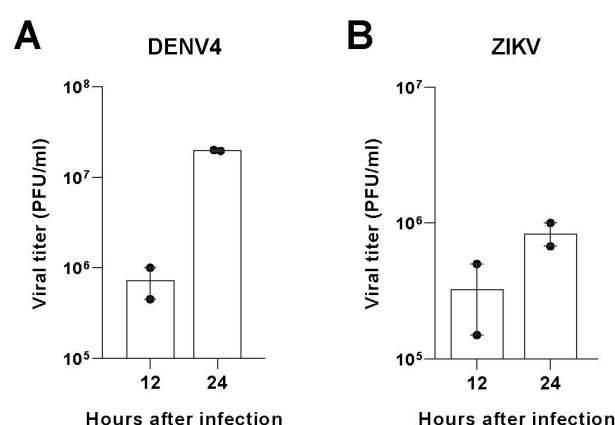 A
DENV4
Viral titer (PFU/ml)
10⁸
10⁷
10⁶
10⁵
12 24
Hours after infection
B
ZIKV
Viral titer (PFU/ml)
10⁷
10⁶
10⁵
12 24
Hours after infection